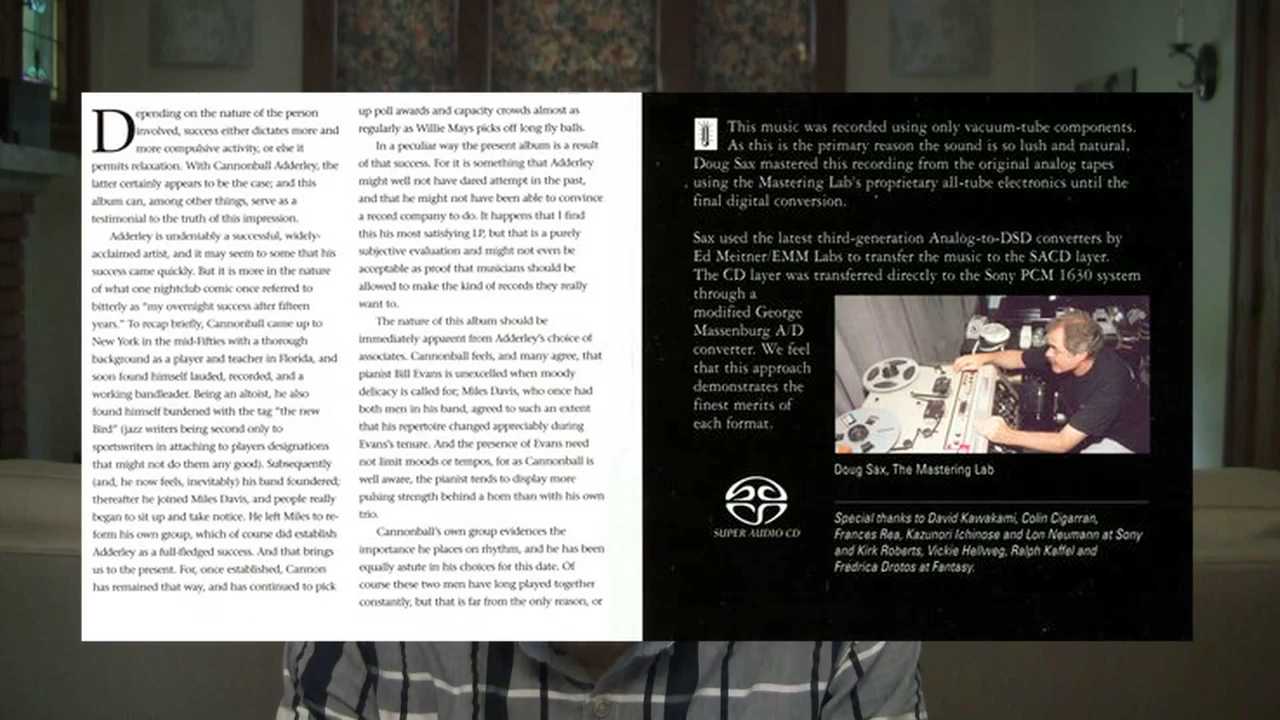 Depending on the nature of the person
involved, success either dictates more and
more compulsive activity, or else it
permits relaxation. With Cannonball Adderley, the
latter certainly appears to be the case; and this
album can, among other things, serve as a
testimonial to the truth of this impression.
Adderley is undeniably a successful, widely-
acclaimed artist, and it may seem to some that his
success came quickly. But it is more in the nature
of what one nightclub comic once referred to
bitterly as "my overnight success after fifteen
years." To recap briefly, Cannonball came up to
New York in the mid-Fifties with a thorough
background as a player and teacher in Florida, and
soon found himself lauded, recorded, and a
working bandleader. Being an altoist, he also
found himself burdened with the tag "the new
Bird" (jazz writers being second only to
sportswriters in attaching to players designations
that might not do them any good). Subsequently
(and, he now feels, inevitably) his band foundered;
thereafter he joined Miles Davis, and people really
began to sit up and take notice. He left Miles to re-
form his own group, which of course did establish
Adderley as a full-fledged success. And that brings
us to the present. For, once established, Cannon
has remained that way, and has continued to pick
up poll awards and capacity crowds almost as
regularly as Willie Mays picks off long fly balls.
In a peculiar way the present album is a result
of that success. For it is something that Adderley
might well not have dared attempt in the past,
and that he might not have been able to convince
a record company to do. It happens that I find
this his most satisfying LP, but that is a purely
subjective evaluation and might not even be
acceptable as proof that musicians should be
allowed to make the kind of records they really
want to.
The nature of this album should be
immediately apparent from Adderley's choice of
associates. Cannonball feels, and many agree, that
pianist Bill Evans is unexcelled when moody
delicacy is called for; Miles Davis, who once had
both men in his band, agreed to such an extent
that his repertoire changed appreciably during
Evans's tenure. And the presence of Evans need
not limit moods or tempos, for as Cannonball is
well aware, the pianist tends to display more
pulsing strength behind a horn than with his own
trio.
Cannonball's own group evidences the
importance he places on rhythm, and he has been
equally astute in his choices for this date. Of
course these two men have long played together
constantly, but that is far from the only reason, or
This music was recorded using only vacuum-tube components.
As this is the primary reason the sound is so lush and natural,
Doug Sax mastered this recording from the original analog tapes
using the Mastering Lab's proprietary all-tube electronics until the
final digital conversion.
Sax used the latest third-generation Analog-to-DSD converters by
Ed Meitner/EMM Labs to transfer the music to the SACD layer.
The CD layer was transferred directly to the Sony PCM 1630 system
through a
modified George
Massenburg A/D
converter. We feel
that this approach
demonstrates the
finest merits of
each format.
Doug Sax, The Mastering Lab
SUPER AUDIO CD
Special thanks to David Kawakami, Colin Cigarran,
Frances Rea, Kazunori Ichinose and Lon Neumann at Sony
and Kirk Roberts, Vickie Hellweg, Ralph Kaffel and
Fredrica Drotos at Fantasy.